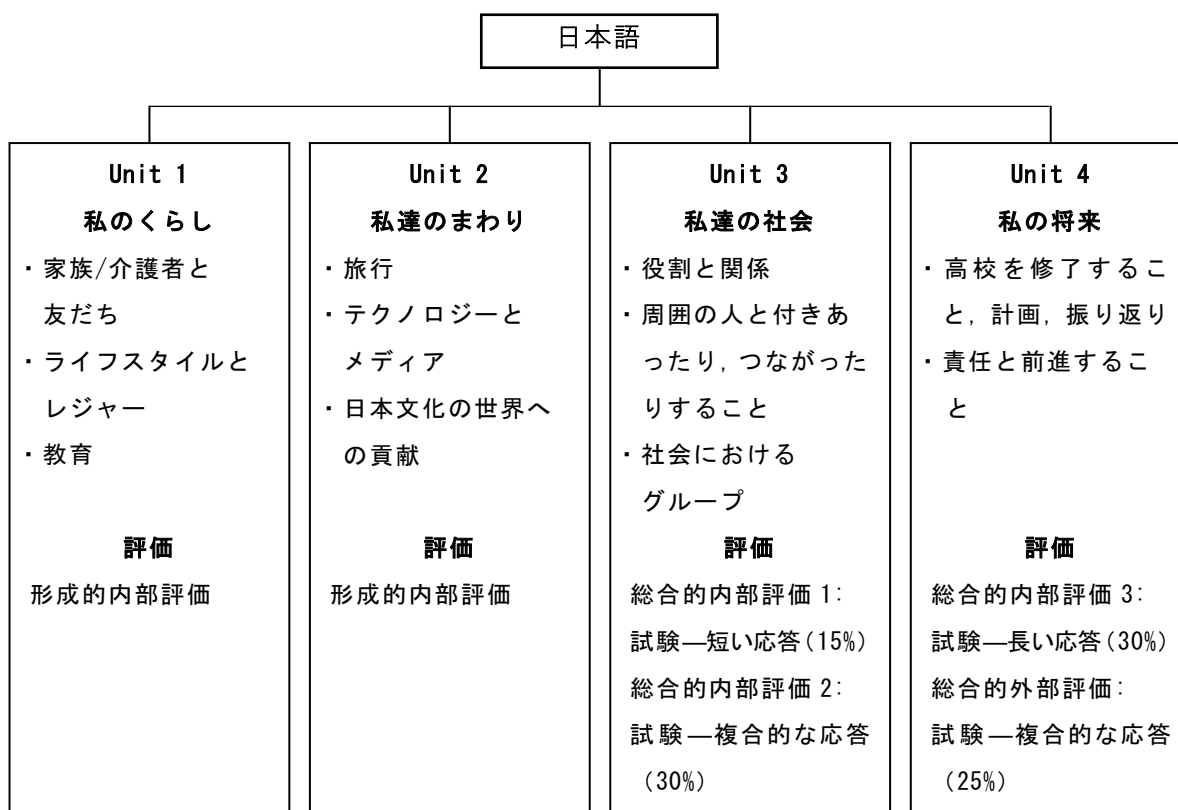 日本語
Unit 1
私のくらし
・家族/介護者と
友だち
・ライフスタイルと
レジャー
・教育
評価
形成的内部評価
Unit 2
私達のまわり
・旅行
・テクノロジーと
メディア
・日本文化の世界へ
の貢献
評価
形成的内部評価
Unit 3
私達の社会
・役割と関係
・周囲の人と付きあ
ったり, つながった
りすること
・社会における
グループ
評価
総合的内部評価 1:
試験―短い応答(15%)
総合的内部評価 2:
試験―複合的な応答
(30%)
Unit 4
私の将来
・高校を修了するこ
と, 計画, 振り返り
・責任と前進するこ
と
評価
総合的内部評価 3:
試験―長い応答(30%)
総合的外部評価:
試験―複合的な応答
(25%)